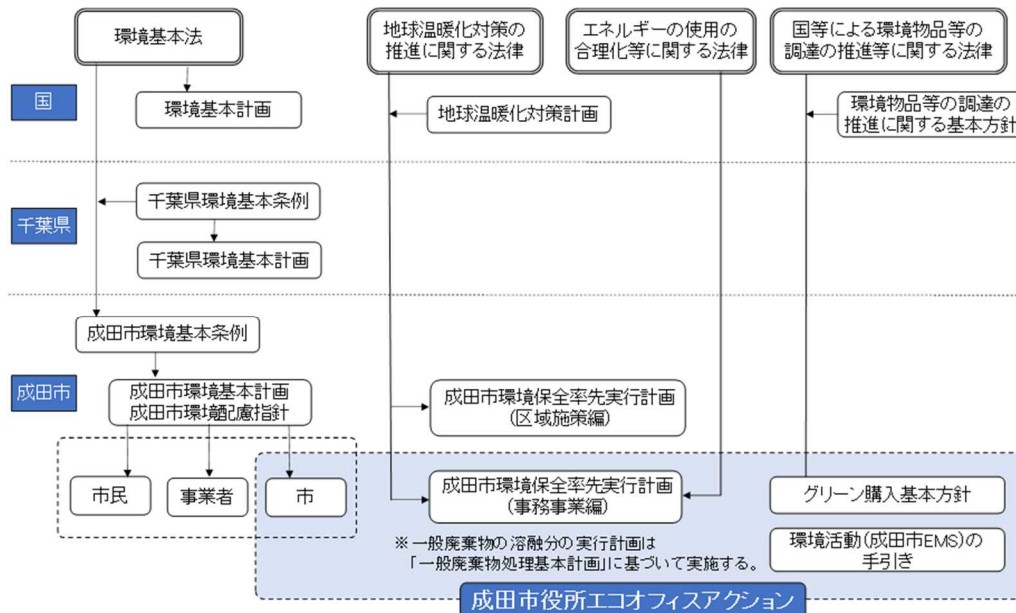 環境基本法
地球温暖化対策の
推進に関する法律
エネルギーの使用の
合理化等に関する法律
国等による環境物品等の
調達の推進等に関する法律
国
環境基本計画
地球温暖化対策計画
環境物品等の調達の
推進に関する基本方針
千葉県
千葉県環境基本条例
千葉県環境基本計画
成田市
成田市環境基本条例
成田市環境基本計画
成田市環境配慮指針
成田市環境保全率先実行計画
(区域施策編)
市民
事業者
市
成田市環境保全率先実行計画
(事務事業編)
グリーン購入基本方針
※一般廃棄物の溶融分の実行計画は
「一般廃棄物処理基本計画」に基づいて実施する。
環境活動(成田市EMS)の
手引き
成田市役所エコオフィスアクション